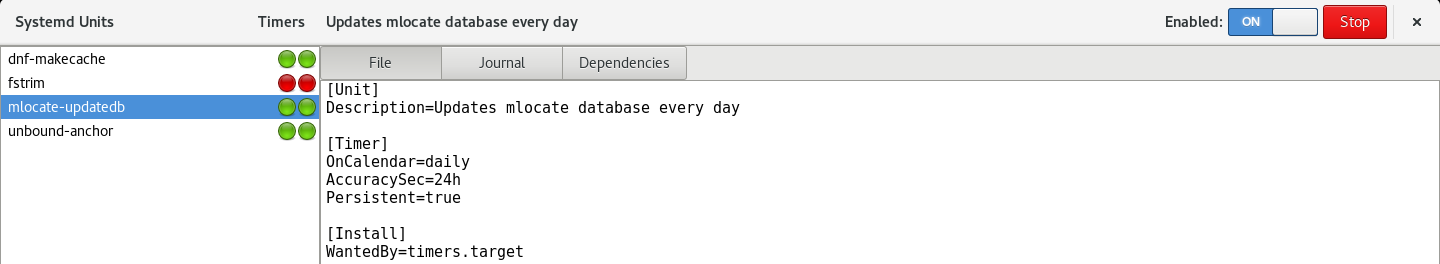 Systemd Units Timers Updates mlocate database every day Enabled: ON Stop ×
dnf-makecache
fstrim
mlocate-updatedb
unbound-anchor
File Journal Dependencies
[Unit]
Description=Updates mlocate database every day
[Timer]
OnCalendar=daily
AccuracySec=24h
Persistent=true
[Install]
WantedBy=timers.target